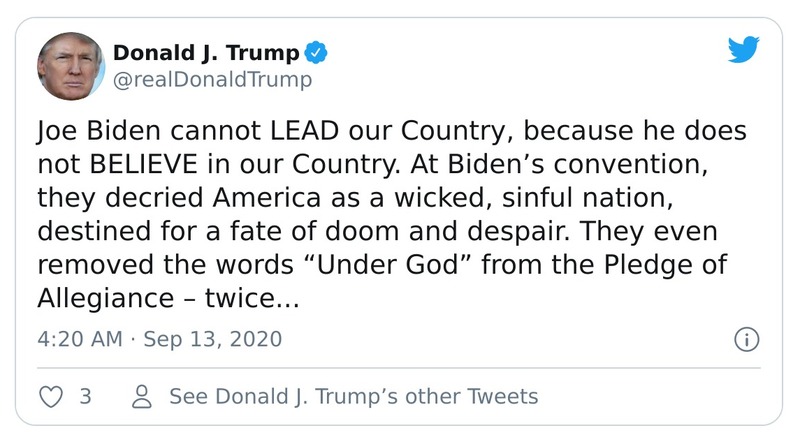 Donald J. Trump
@realDonaldTrump
Joe Biden cannot LEAD our Country, because he does
not BELIEVE in our Country. At Biden’s convention,
they decried America as a wicked, sinful nation,
destined for a fate of doom and despair. They even
removed the words “Under God” from the Pledge of
Allegiance – twice...
4:20 AM · Sep 13, 2020
3 See Donald J. Trump’s other Tweets